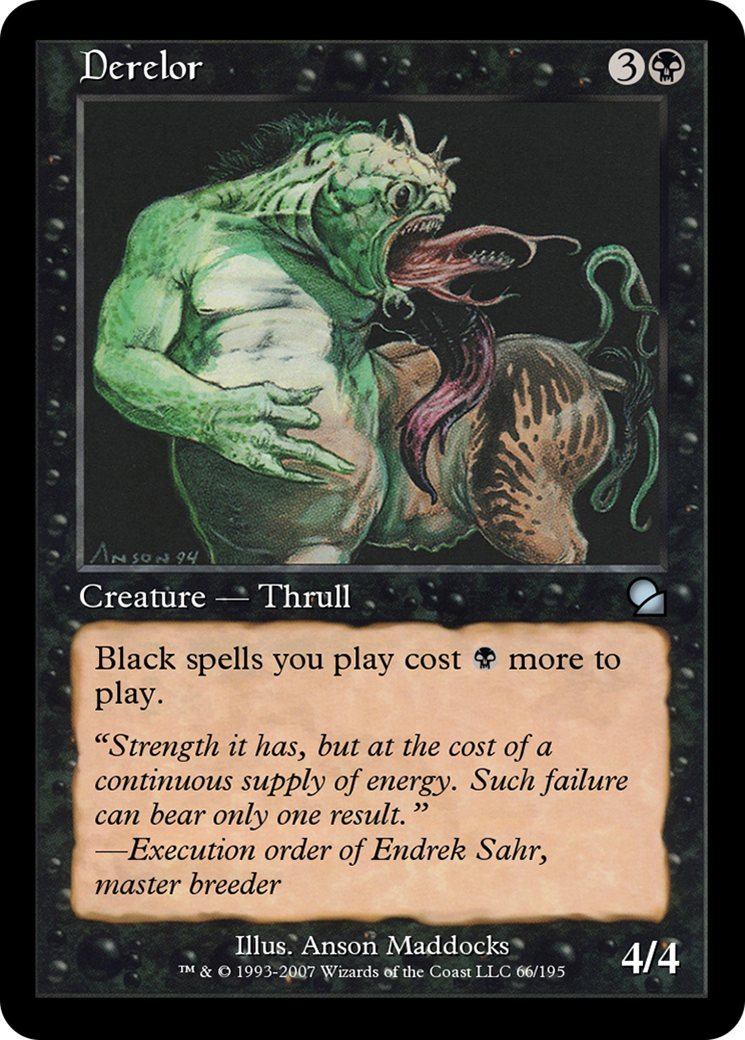 Derelor 3
ANSON 94
Creature — Thrull
Black spells you play cost more to
play.
“Strength it has, but at the cost of a
continuous supply of energy. Such failure
can bear only one result.”
—Execution order of Endrek Sahr,
master breeder
Illus. Anson Maddocks
™ & © 1993-2007 Wizards of the Coast LLC 66/195
4/4